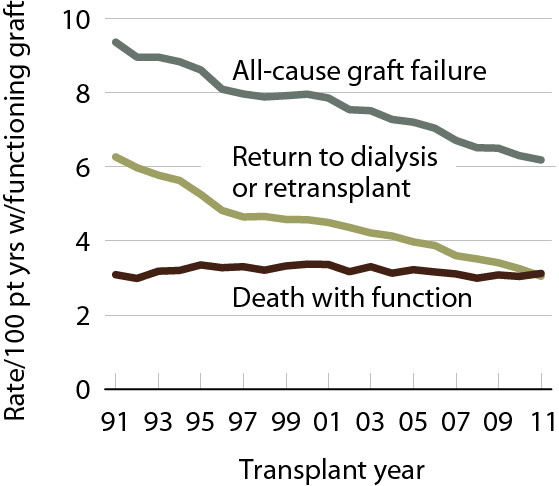 Rate/100 pt yrs w/functioning graft
10
8
6
4
2
0
All-cause graft failure
Return to dialysis
or retransplant
Death with function
91 93 95 97 99 01 03 05 07 09 11
Transplant year